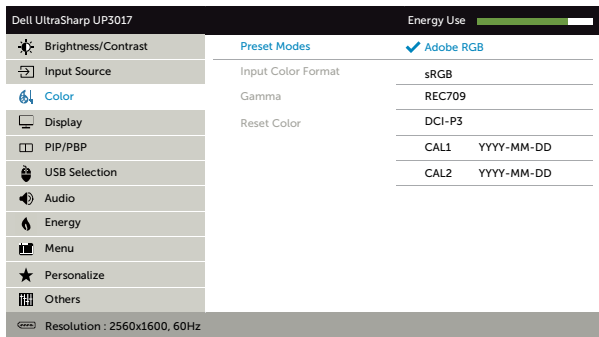 Dell UltraSharp UP3017 Energy Use
Brightness/Contrast Preset Modes Adobe RGB
Input Source Input Color Format sRGB
Color Gamma REC709
Display Reset Color DCI-P3
PIP/PBP CAL1 YYYY-MM-DD
USB Selection CAL2 YYYY-MM-DD
Audio
Energy
Menu
Personalize
Others
Resolution : 2560x1600, 60Hz